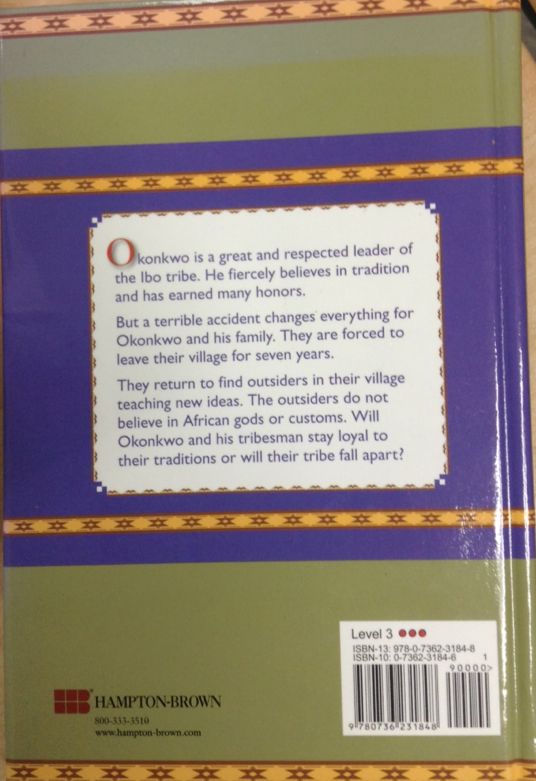 Okonkwo is a great and respected leader of
the Ibo tribe. He fiercely believes in tradition
and has earned many honors.
But a terrible accident changes everything for
Okonkwo and his family. They are forced to
leave their village for seven years.
They return to find outsiders in their village
teaching new ideas. The outsiders do not
believe in African gods or customs. Will
Okonkwo and his tribesman stay loyal to
their traditions or will their tribe fall apart?
Level 3
ISBN-13: 978-0-7362-3184-8
ISBN-10: 0-7362-3184-6 1
90000>
9780736231848
HB® HAMPTON-BROWN
800-333-3510
www.hampton-brown.com